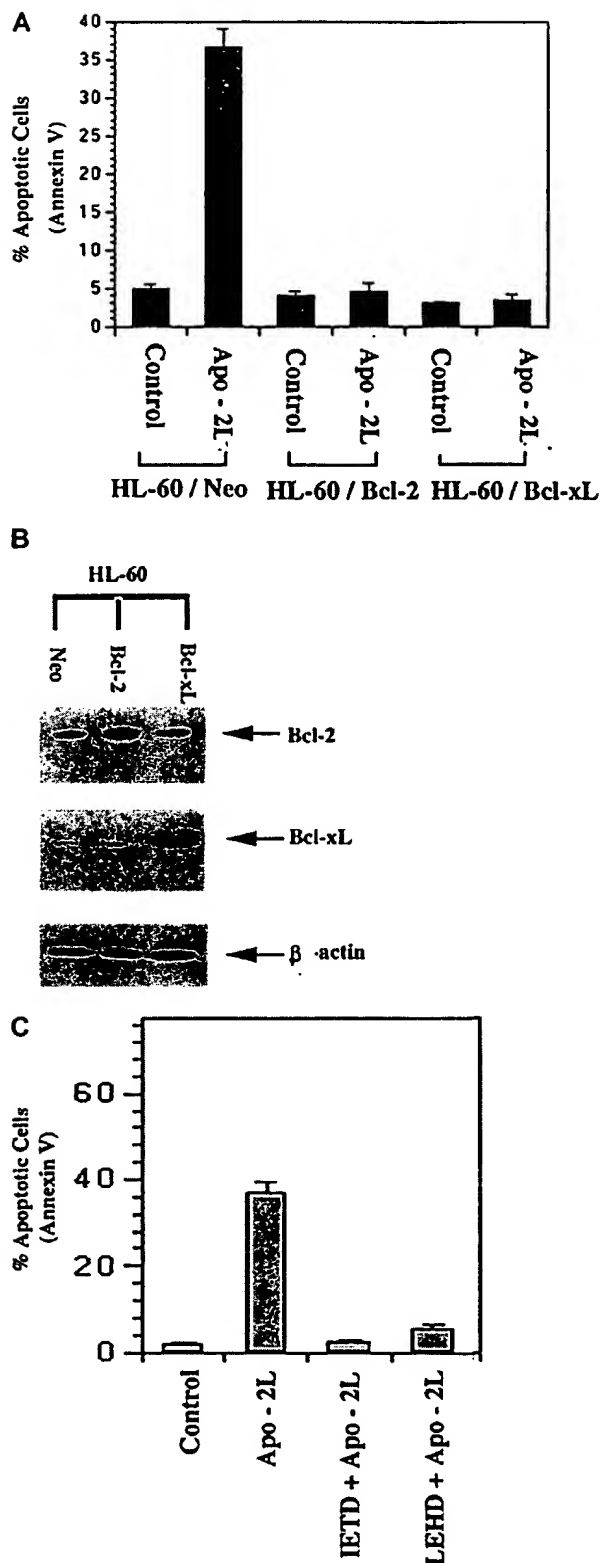 A
% Apoptotic Cells
(Annexin V)
40
35
30
25
20
15
10
5
0
Control
Apo - 2L
Control
Apo - 2L
Control
Apo - 2L
HL-60 / Neo HL-60 / Bcl-2 HL-60 / Bcl-xL
B
HL-60
Neo
Bcl-2
Bcl-xL
Bcl-2
Bcl-xL
β -actin
C
% Apoptotic Cells
(Annexin V)
60
40
20
0
Control
Apo - 2L
IETD + Apo - 2L
LEHD + Apo - 2L